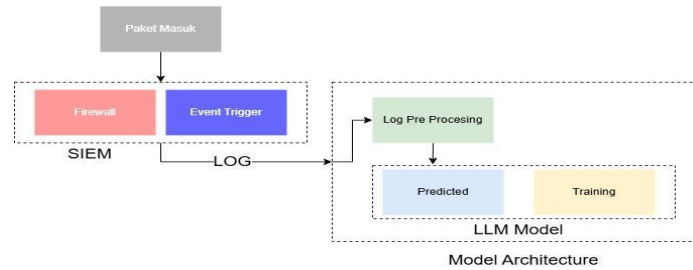 Paket Masuk
Firewall
Event Trigger
SIEM
LOG
Log Pre Procesing
Predicted
Training
LLM Model
Model Architecture